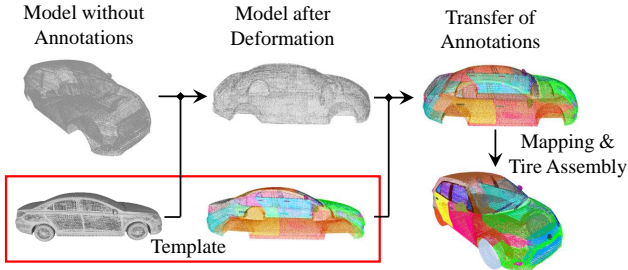 Model without
Annotations
Model after
Deformation
Transfer of
Annotations
Mapping &
Tire Assembly
Template